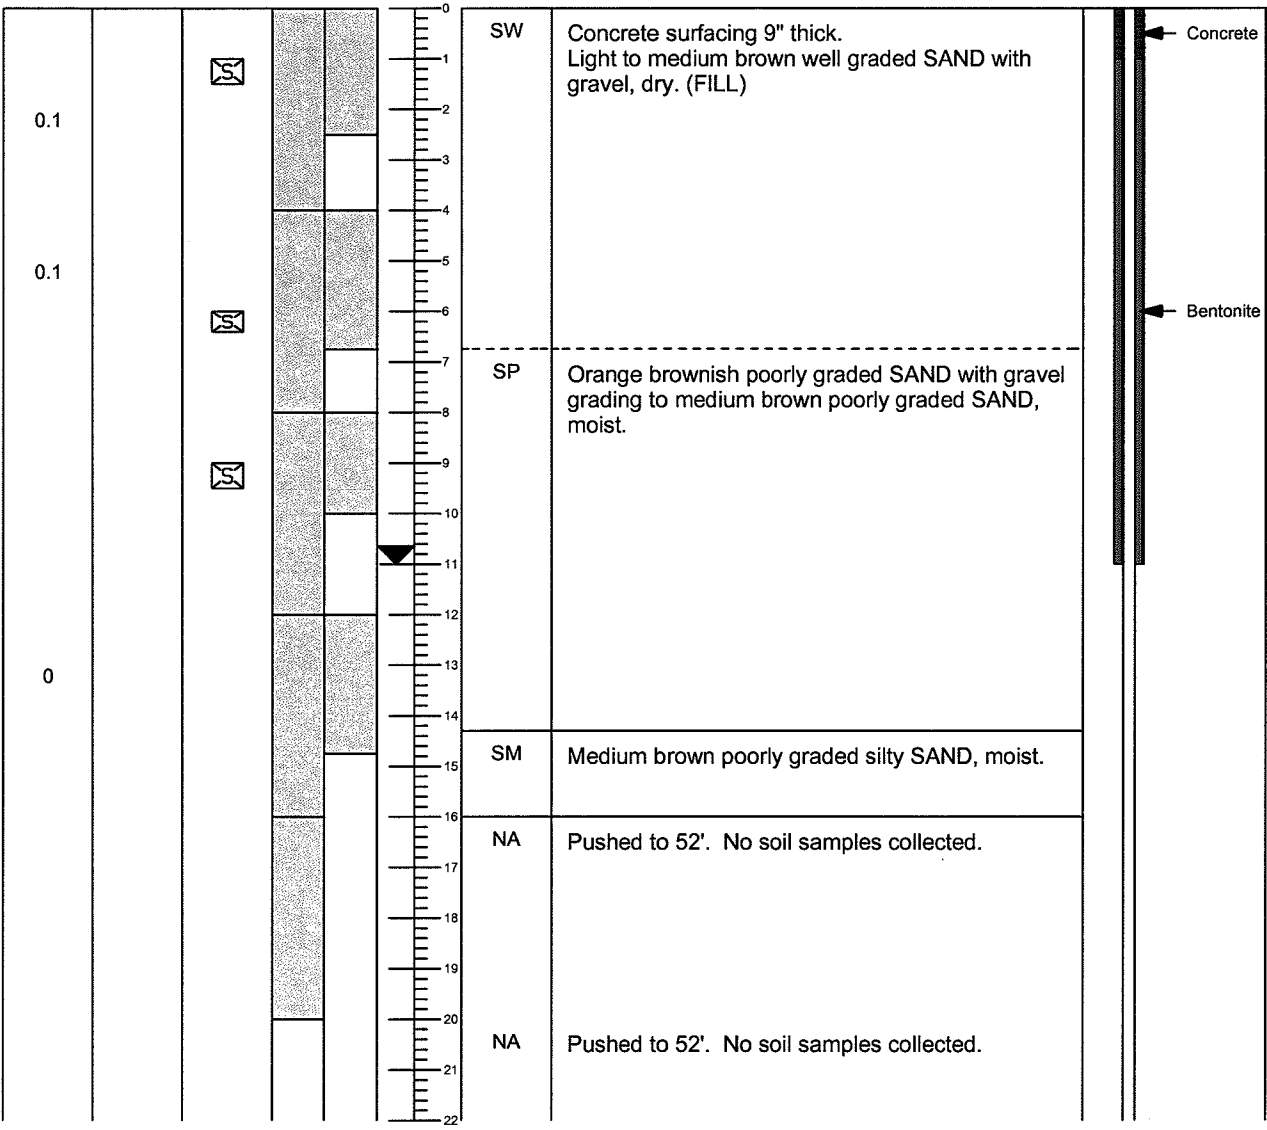 0
SW
Concrete surfacing 9" thick.
Concrete
Light to medium brown well graded SAND with
gravel, dry. (FILL)
1
S
2
0.1
3
4
5
0.1
6
S
Bentonite
7
SP
Orange brownish poorly graded SAND with gravel
grading to medium brown poorly graded SAND,
moist.
8
9
S
10
11
12
13
0
14
SM
Medium brown poorly graded silty SAND, moist.
15
16
NA
Pushed to 52'. No soil samples collected.
17
18
19
20
NA
Pushed to 52'. No soil samples collected.
21
22